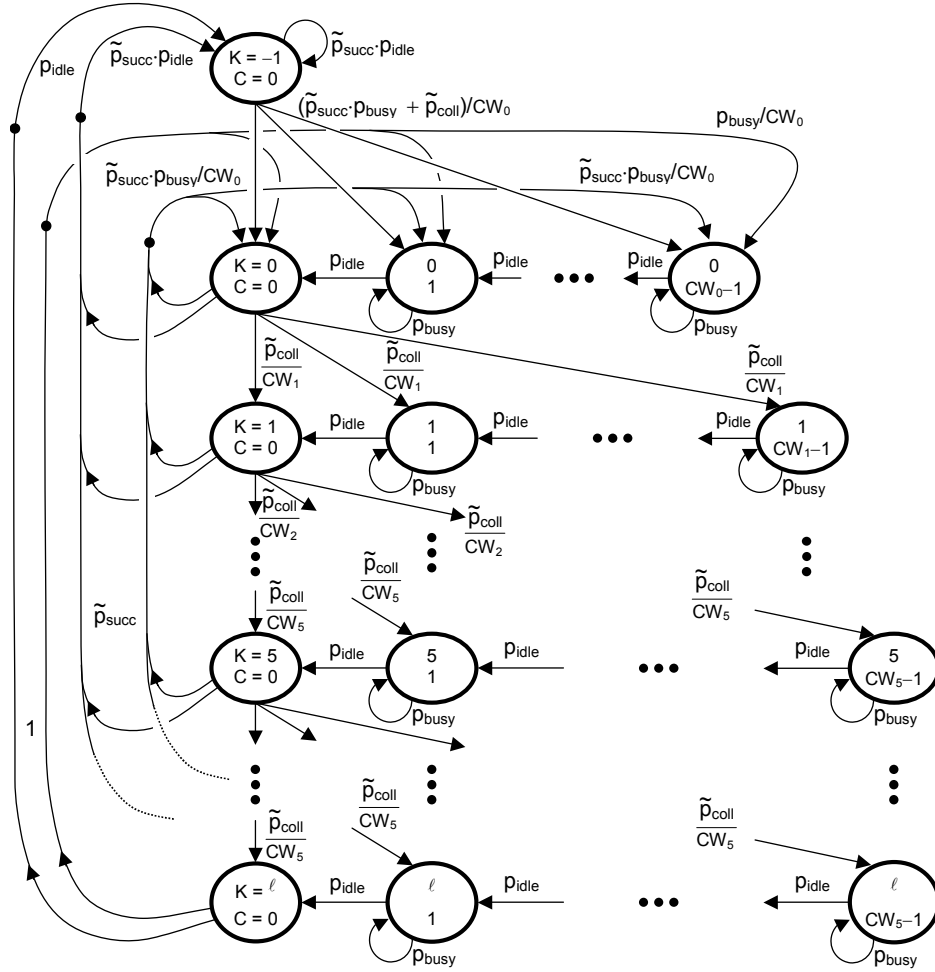 K = −1
C = 0
p̃succ·pidle
pidle
p̃succ·pidle
(p̃succ·pbusy + p̃coll)/CW0
pbusy/CW0
p̃succ·pbusy/CW0
p̃succ·pbusy/CW0
K = 0
C = 0
pidle
0
1
pidle
•••
pidle
0
CW0−1
pbusy
pbusy
p̃coll
CW1
p̃coll
CW1
p̃coll
CW1
K = 1
C = 0
pidle
1
1
pidle
•••
pidle
1
CW1−1
pbusy
pbusy
p̃coll
CW2
p̃coll
CW2
p̃coll
CW5
p̃coll
CW5
p̃coll
CW5
p̃succ
K = 5
C = 0
pidle
5
1
pidle
•••
pidle
5
CW5−1
pbusy
pbusy
1
p̃coll
CW5
p̃coll
CW5
p̃coll
CW5
K = ℓ
C = 0
pidle
ℓ
1
pidle
•••
pidle
ℓ
CW5−1
pbusy
pbusy